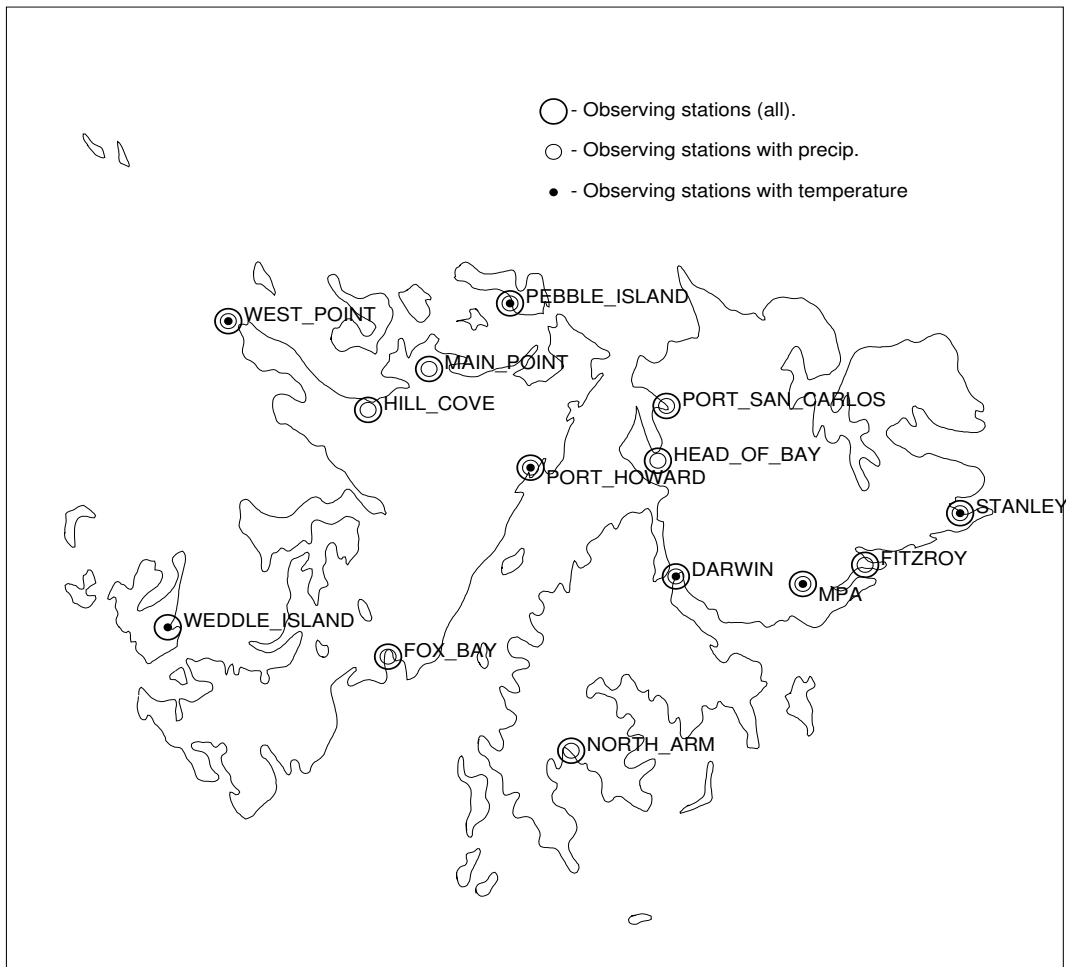 - Observing stations (all).
- Observing stations with precip.
- Observing stations with temperature
PEBBLE_ISLAND
WEST_POINT
MAIN_POINT
HILL_COVE
PORT_SAN_CARLOS
HEAD_OF_BAY
PORT_HOWARD
STANLEY
FITZROY
DARWIN
MPA
WEDDLE_ISLAND
FOX_BAY
NORTH_ARM